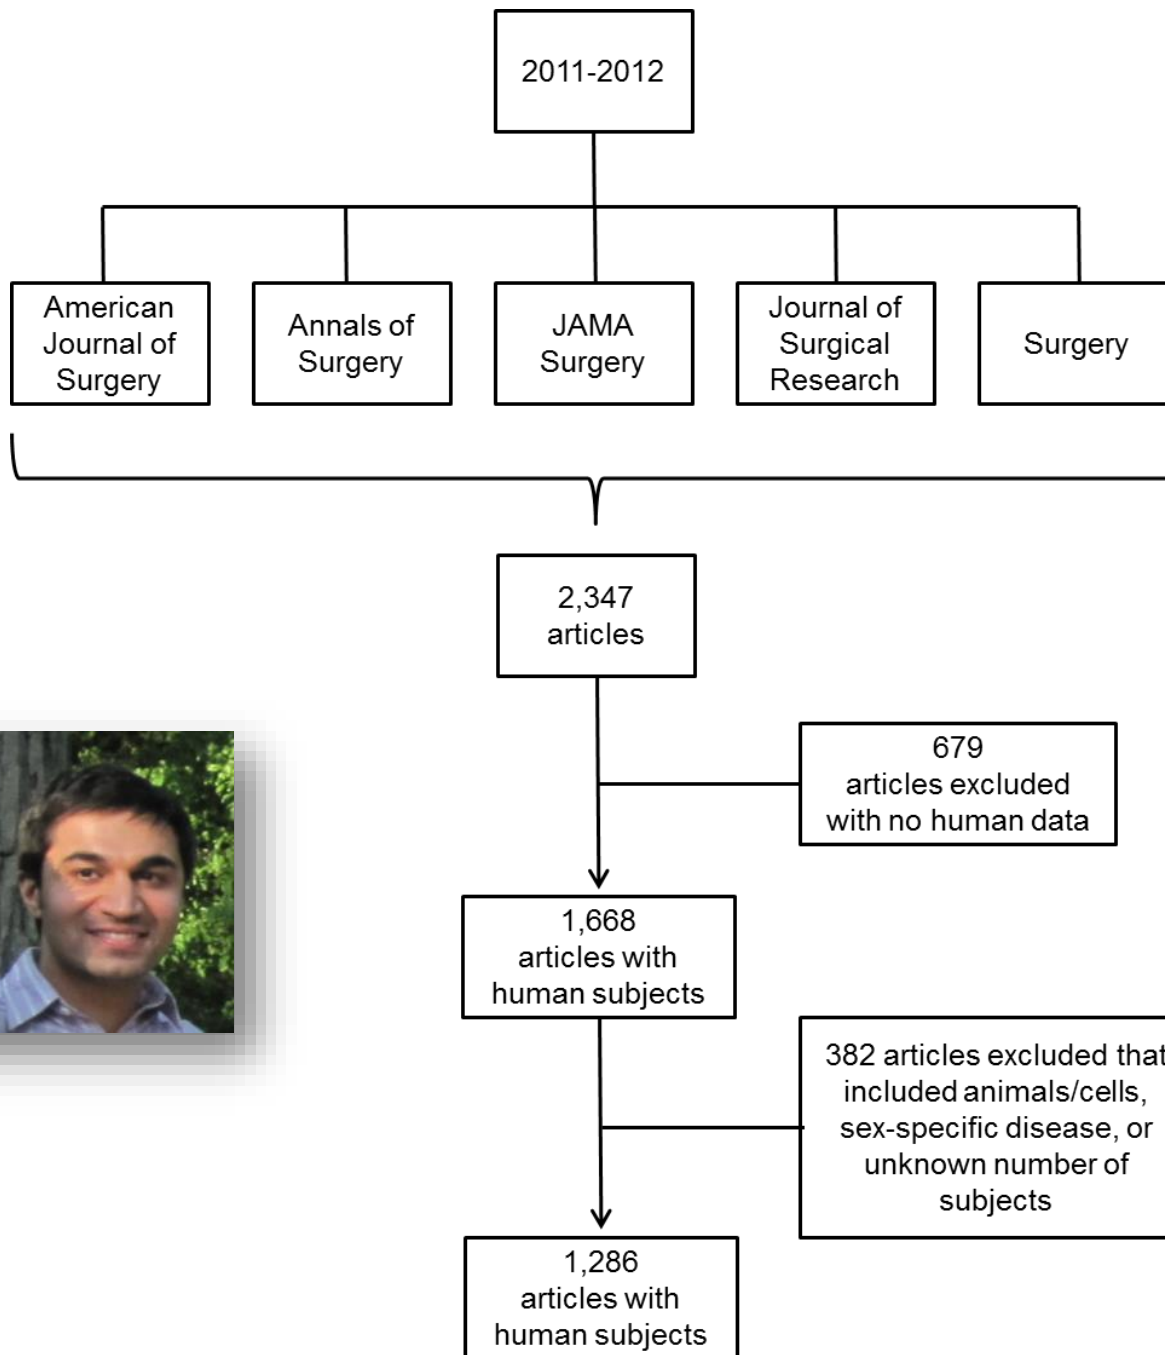 2011-2012
American
Journal of
Surgery
Annals of
Surgery
JAMA
Surgery
Journal of
Surgical
Research
Surgery
2,347
articles
679
articles excluded
with no human data
1,668
articles with
human subjects
382 articles excluded that
included animals/cells,
sex-specific disease, or
unknown number of
subjects
1,286
articles with
human subjects